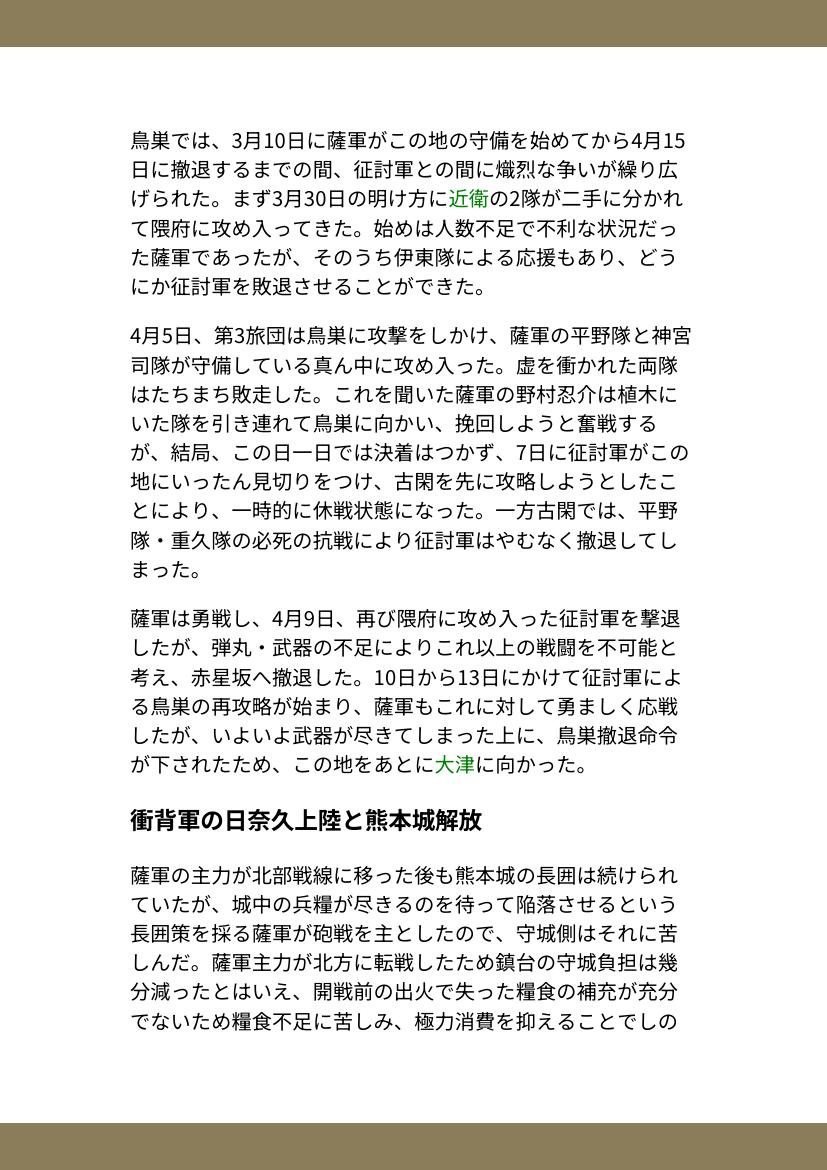 鳥巣では、3月10日に薩軍がこの地の守備を始めてから4月15
日に撤退するまでの間、征討軍との間に熾烈な争いが繰り広
げられた。まず3月30日の明け方に近衛の2隊が二手に分かれ
て隈府に攻め入ってきた。始めは人数不足で不利な状況だっ
た薩軍であったが、そのうち伊東隊による応援もあり、どう
にか征討軍を敗退させることができた。
4月5日、第3旅団は鳥巣に攻撃をしかけ、薩軍の平野隊と神宮
司隊が守備している真ん中に攻め入った。虚を衝かれた両隊
はたちまち敗走した。これを聞いた薩軍の野村忍介は植木に
いた隊を引き連れて鳥巣に向かい、挽回しようと奮戦する
が、結局、この日一日では決着はつかず、7日に征討軍がこの
地にいったん見切りをつけ、古閑を先に攻略しようとしたこ
とにより、一時的に休戦状態になった。一方古閑では、平野
隊・重久隊の必死の抗戦により征討軍はやむなく撤退してし
まった。
薩軍は勇戦し、4月9日、再び隈府に攻め入った征討軍を撃退
したが、弾丸・武器の不足によりこれ以上の戦闘を不可能と
考え、赤星坂へ撤退した。10日から13日にかけて征討軍によ
る鳥巣の再攻略が始まり、薩軍もこれに対して勇ましく応戦
したが、いよいよ武器が尽きてしまった上に、鳥巣撤退命令
が下されたため、この地をあとに大津に向かった。
衝背軍の日奈久上陸と熊本城解放
薩軍の主力が北部戦線に移った後も熊本城の長囲は続けられ
ていたが、城中の兵糧が尽きるのを待って陥落させるという
長囲策を採る薩軍が砲戦を主としたので、守城側はそれに苦
しんだ。薩軍主力が北方に転戦したため鎮台の守城負担は幾
分減ったとはいえ、開戦前の出火で失った糧食の補充が充分
でないため糧食不足に苦しみ、極力消費を抑えることでしの